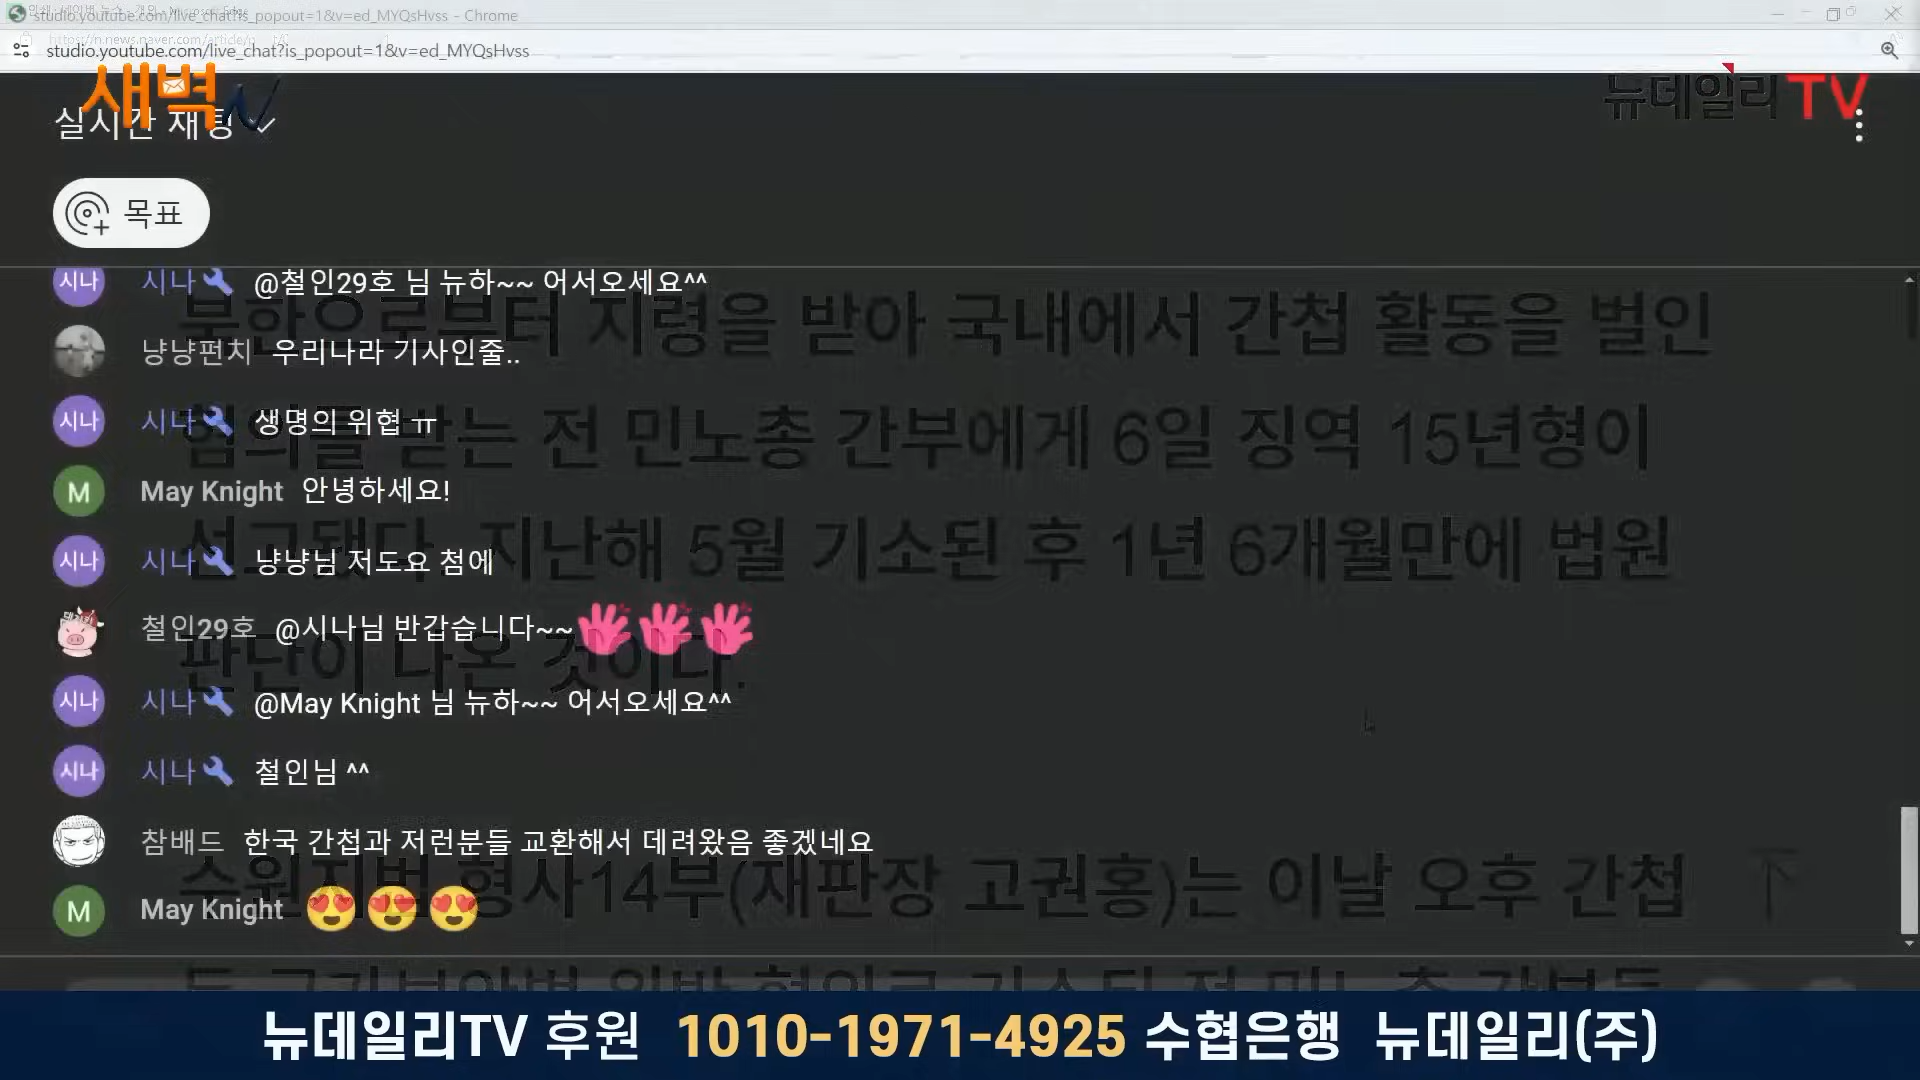 studio.youtube.com/live_chat?is_popout=1&v=ed_MYQsHvss - Chrome
studio.youtube.com/live_chat?is_popout=1&v=ed_MYQsHvss
새벽N
뉴데일리TV
실시간 채팅
목표
시나 시나 @철인29호 님 뉴하~~ 어서오세요^^
북한으로부터 지령을 받아 국내에서 간첩 활동을 벌인
냥냥펀치 우리나라 기사인줄..
시나 시나 생명의 위협 ㅠ
혐의를 받는 전 민노총 간부에게 6일 징역 15년형이
M May Knight 안녕하세요!
시나 시나 냥냥님 저도요 첨에
선고됐다. 지난해 5월 기소된 후 1년 6개월만에 법원
철인29호 @시나님 반갑습니다~~
판단이 나온 것이다.
시나 시나 @May Knight 님 뉴하~~ 어서오세요^^
시나 시나 철인님 ^^
참배드 한국 간첩과 저런분들 교환해서 데려왔음 좋겠네요
수원지법 형사14부(재판장 고권홍)는 이날 오후 간첩
M May Knight
뉴데일리TV 후원 1010-1971-4925 수협은행 뉴데일리(주)